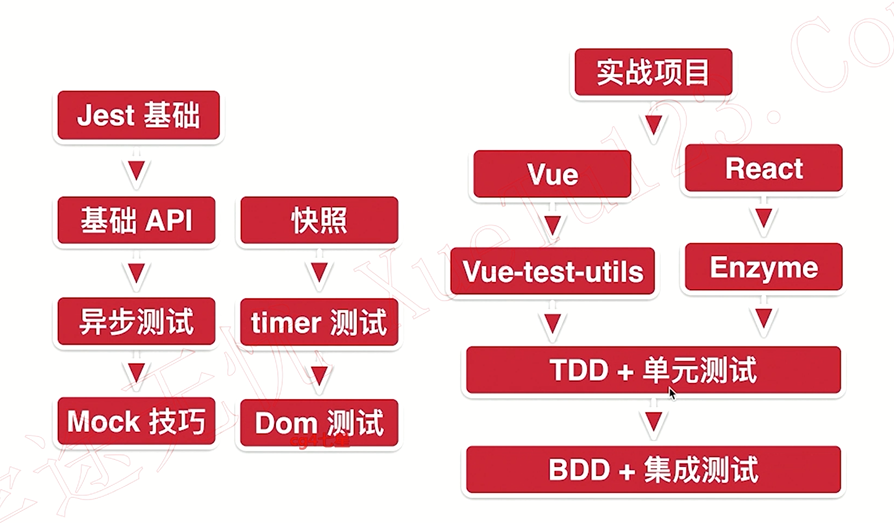 Jest 基础
基础 API
异步测试
Mock 技巧
快照
timer 测试
Dom 测试
实战项目
Vue
React
Vue-test-utils
Enzyme
TDD + 单元测试
BDD + 集成测试